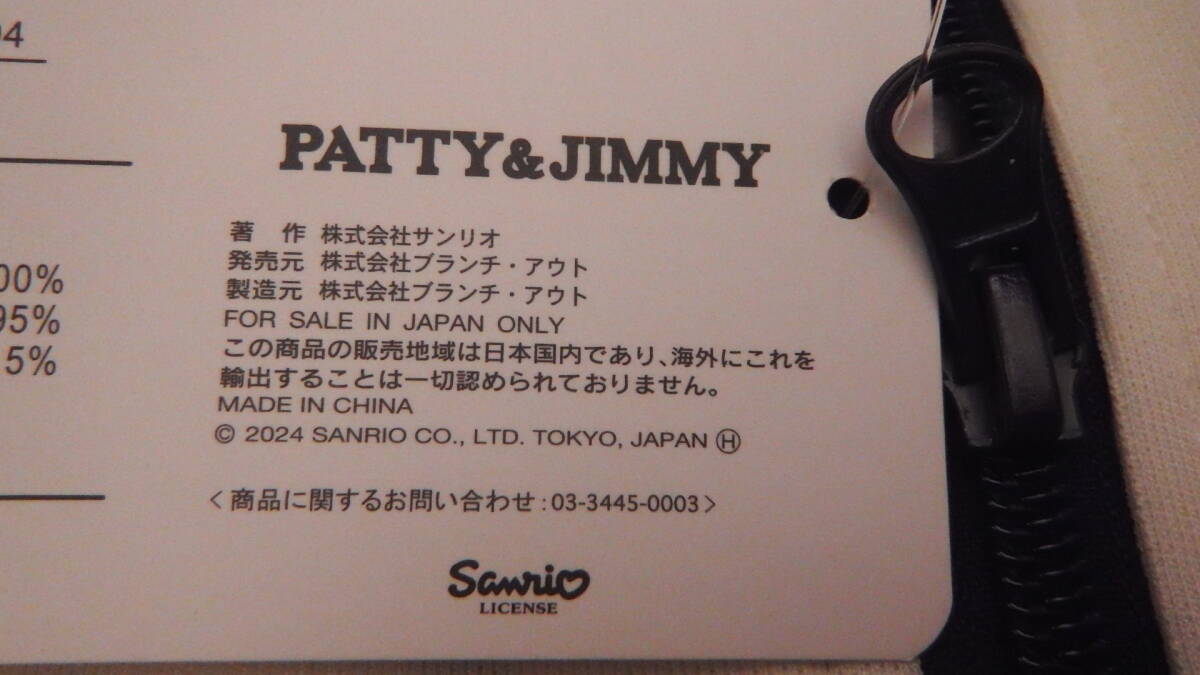 PATTY&JIMMY
著 作 株式会社サンリオ
発売元 株式会社ブランチ・アウト
製造元 株式会社ブランチ・アウト
FOR SALE IN JAPAN ONLY
この商品の販売地域は日本国内であり、海外にこれを
輸出することは一切認められておりません。
MADE IN CHINA
© 2024 SANRIO CO., LTD. TOKYO, JAPAN Ⓗ
<商品に関するお問い合わせ:03-3445-0003>
Sanrio
LICENSE
04
00%
95%
5%